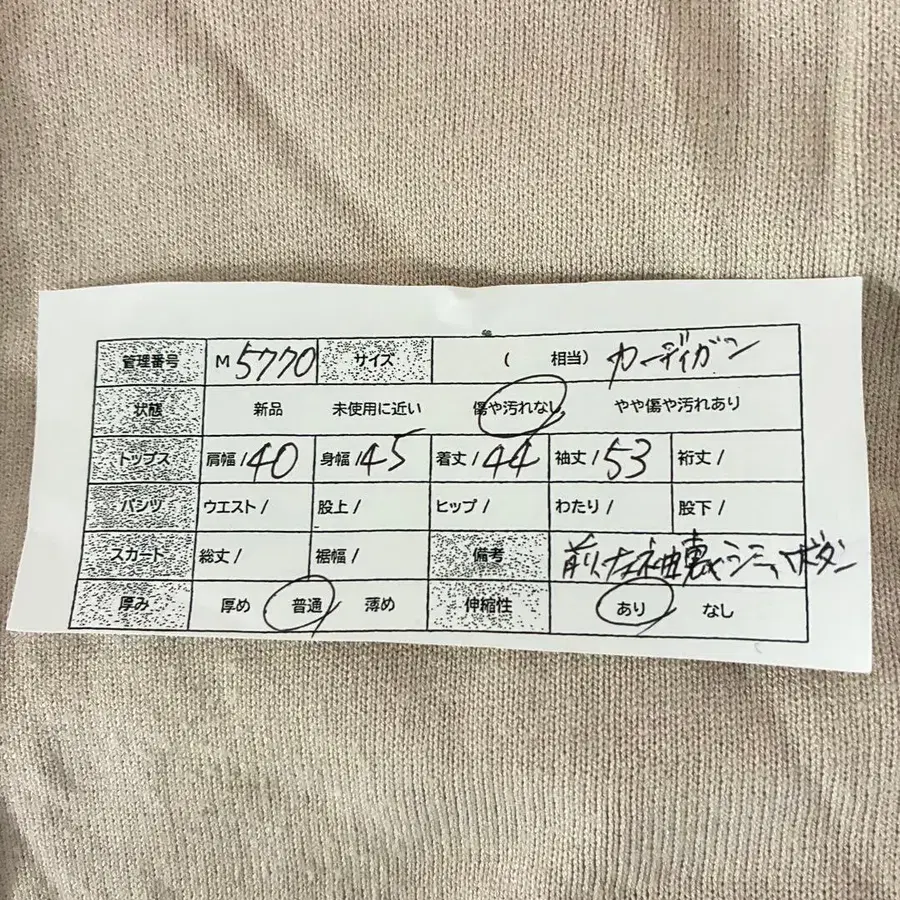 管理番号 M 5770 サイズ ( 相当) カーディガン
状態 新品 未使用に近い 傷や汚れなし やや傷や汚れあり
トップス 肩幅/40 身幅/45 着丈/44 袖丈/53 裄丈/
パンツ ウエスト/ 股上/ ヒップ/ わたり/ 股下/
スカート 総丈/ 裾幅/ 備考 袖裏 ボタン
厚み 厚め 普通 薄め 伸縮性 あり なし